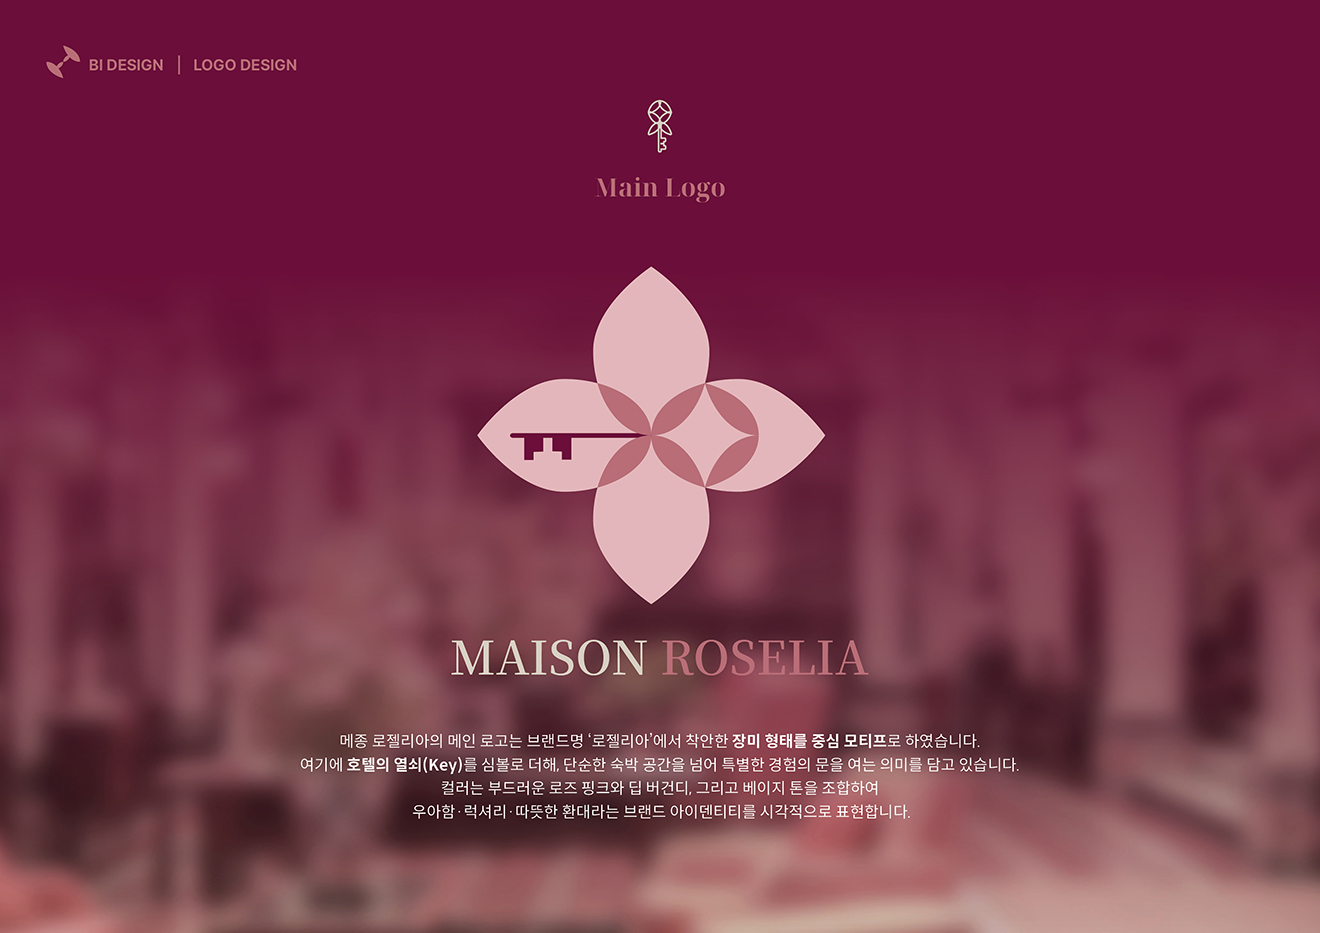 BI DESIGN | LOGO DESIGN
Main Logo
MAISON ROSELIA
메종 로젤리아의 메인 로고는 브랜드명 ‘로젤리아’에서 착안한 장미 형태를 중심 모티프로 하였습니다.
여기에 호텔의 열쇠(Key)를 심볼로 더해, 단순한 숙박 공간을 넘어 특별한 경험의 문을 여는 의미를 담고 있습니다.
컬러는 부드러운 로즈 핑크와 딥 버건디, 그리고 베이지 톤을 조합하여
우아함·럭셔리·따뜻한 환대라는 브랜드 아이덴티티를 시각적으로 표현합니다.